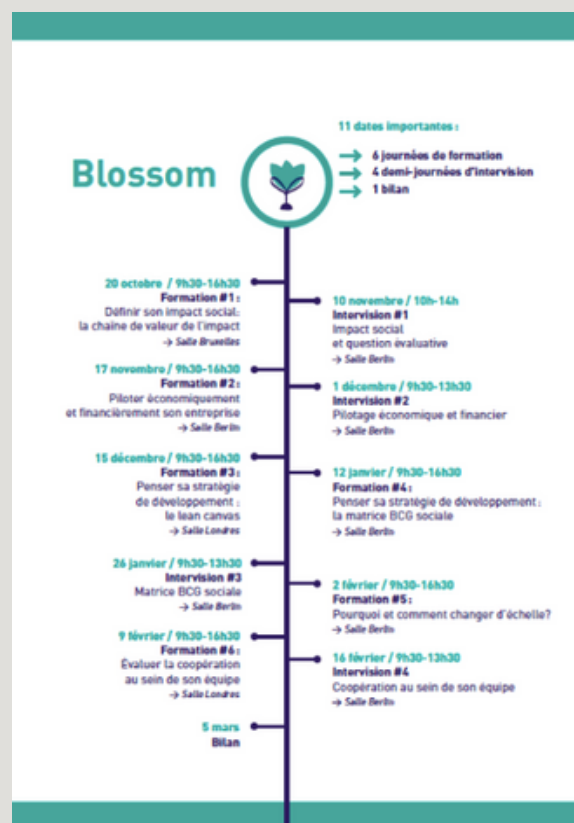 11 dates importantes :
Blossom
→ 6 journées de formation
→ 4 demi-journées d'intervision
→ 1 bilan
20 octobre / 9h30-16h30
Formation #1 :
Définir son impact social:
la chaine de valeur de l'impact
→ Salle Bruxelles
10 novembre / 10h-14h
Intervision #1
Impact social
et question évaluative
→ Salle Berlin
17 novembre / 9h30-16h30
Formation #2 :
Piloter économiquement
et financièrement son entreprise
→ Salle Berlin
1 décembre / 9h30-13h30
Intervision #2
Pilotage économique et financier
→ Salle Berlin
15 décembre / 9h30-16h30
Formation #3 :
Penser sa stratégie
de développement :
le lean canvas
→ Salle Londres
12 janvier / 9h30-16h30
Formation #4 :
Penser sa stratégie de développement :
la matrice BCG sociale
→ Salle Berlin
26 janvier / 9h30-13h30
Intervision #3
Matrice BCG sociale
→ Salle Berlin
2 février / 9h30-16h30
Formation #5 :
Pourquoi et comment changer d'échelle?
→ Salle Berlin
9 février / 9h30-16h30
Formation #6 :
Évaluer la coopération
au sein de son équipe
→ Salle Londres
16 février / 9h30-13h30
Intervision #4
Coopération au sein de son équipe
→ Salle Berlin
5 mars
Bilan